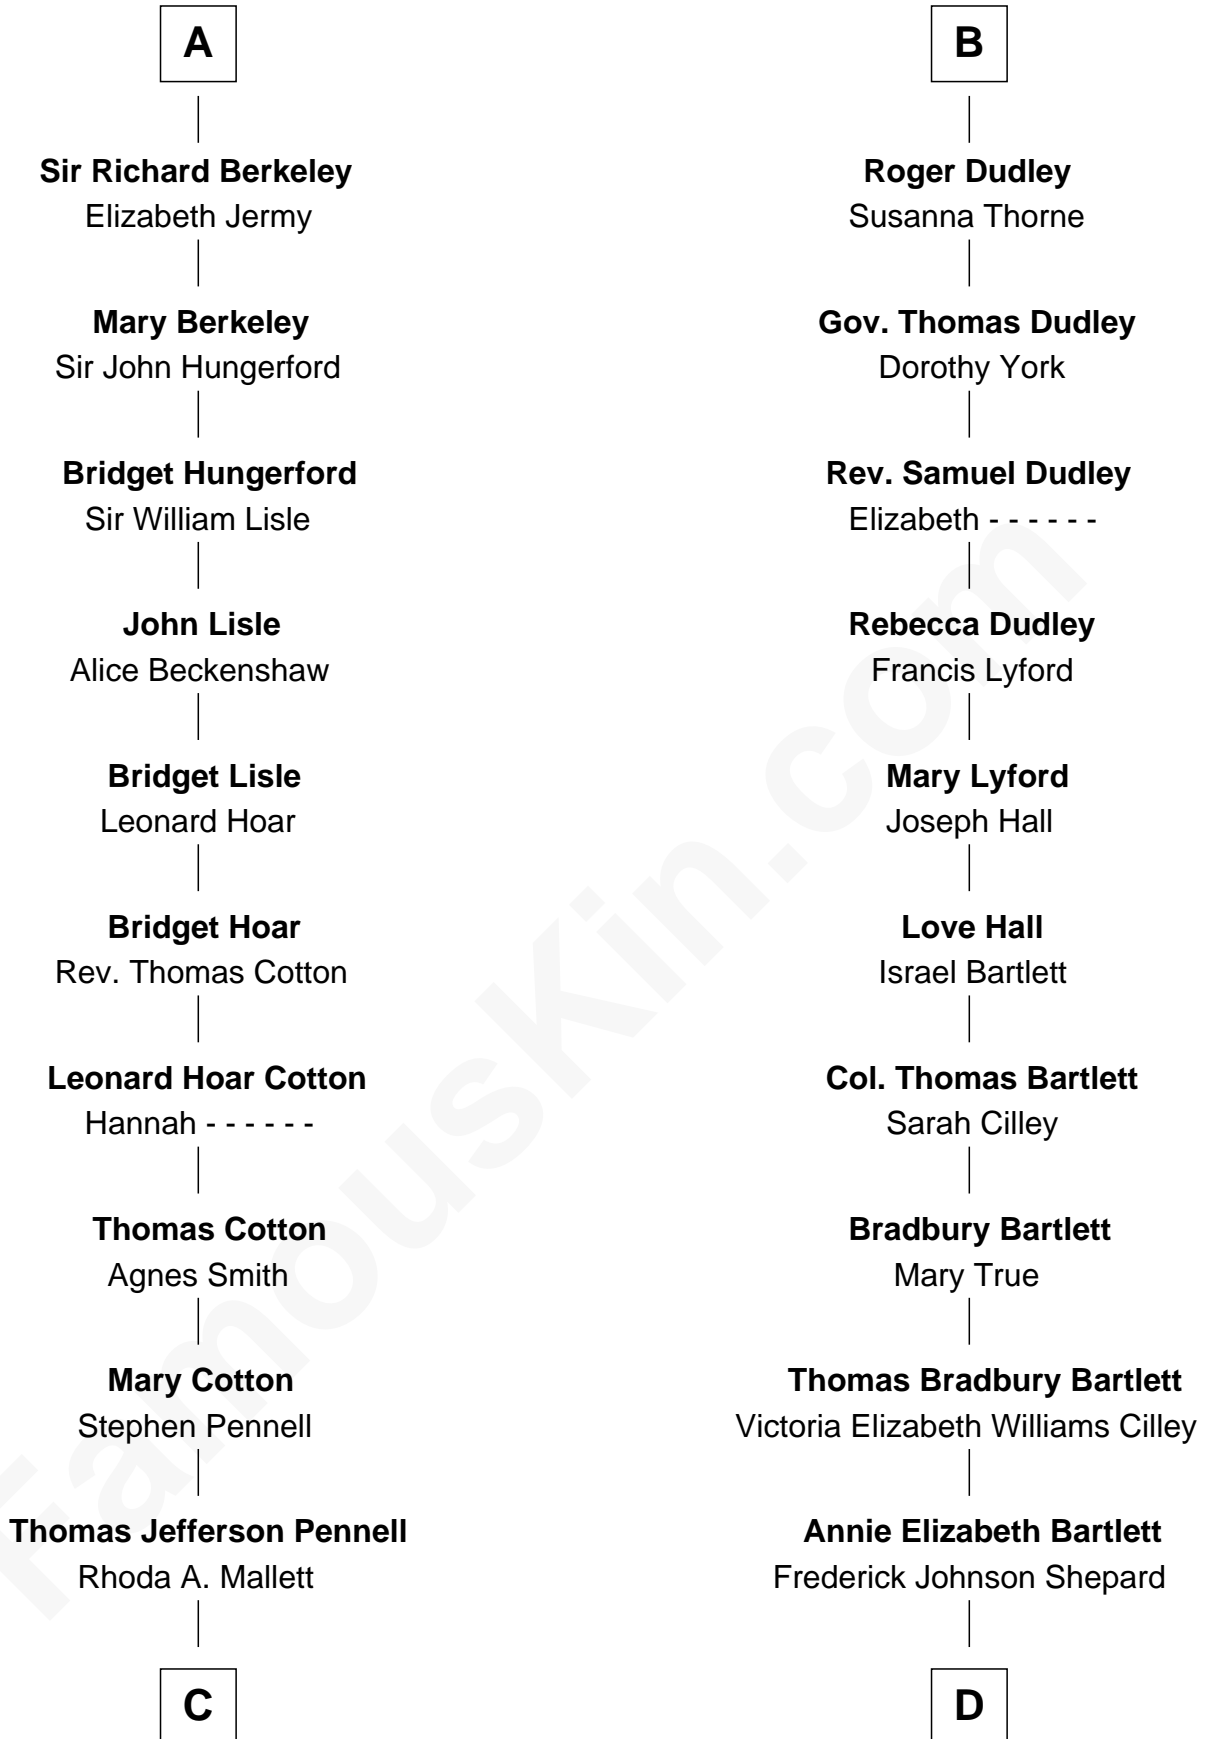 A
Sir Richard Berkeley
Elizabeth Jermy
Mary Berkeley
Sir John Hungerford
Bridget Hungerford
Sir William Lisle
John Lisle
Alice Beckenshaw
Bridget Lisle
Leonard Hoar
Bridget Hoar
Rev. Thomas Cotton
Leonard Hoar Cotton
Hannah - - - - - -
Thomas Cotton
Agnes Smith
Mary Cotton
Stephen Pennell
Thomas Jefferson Pennell
Rhoda A. Mallett
C
B
Roger Dudley
Susanna Thorne
Gov. Thomas Dudley
Dorothy York
Rev. Samuel Dudley
Elizabeth - - - - - -
Rebecca Dudley
Francis Lyford
Mary Lyford
Joseph Hall
Love Hall
Israel Bartlett
Col. Thomas Bartlett
Sarah Cilley
Bradbury Bartlett
Mary True
Thomas Bradbury Bartlett
Victoria Elizabeth Williams Cilley
Annie Elizabeth Bartlett
Frederick Johnson Shepard
D
FamousKin.com